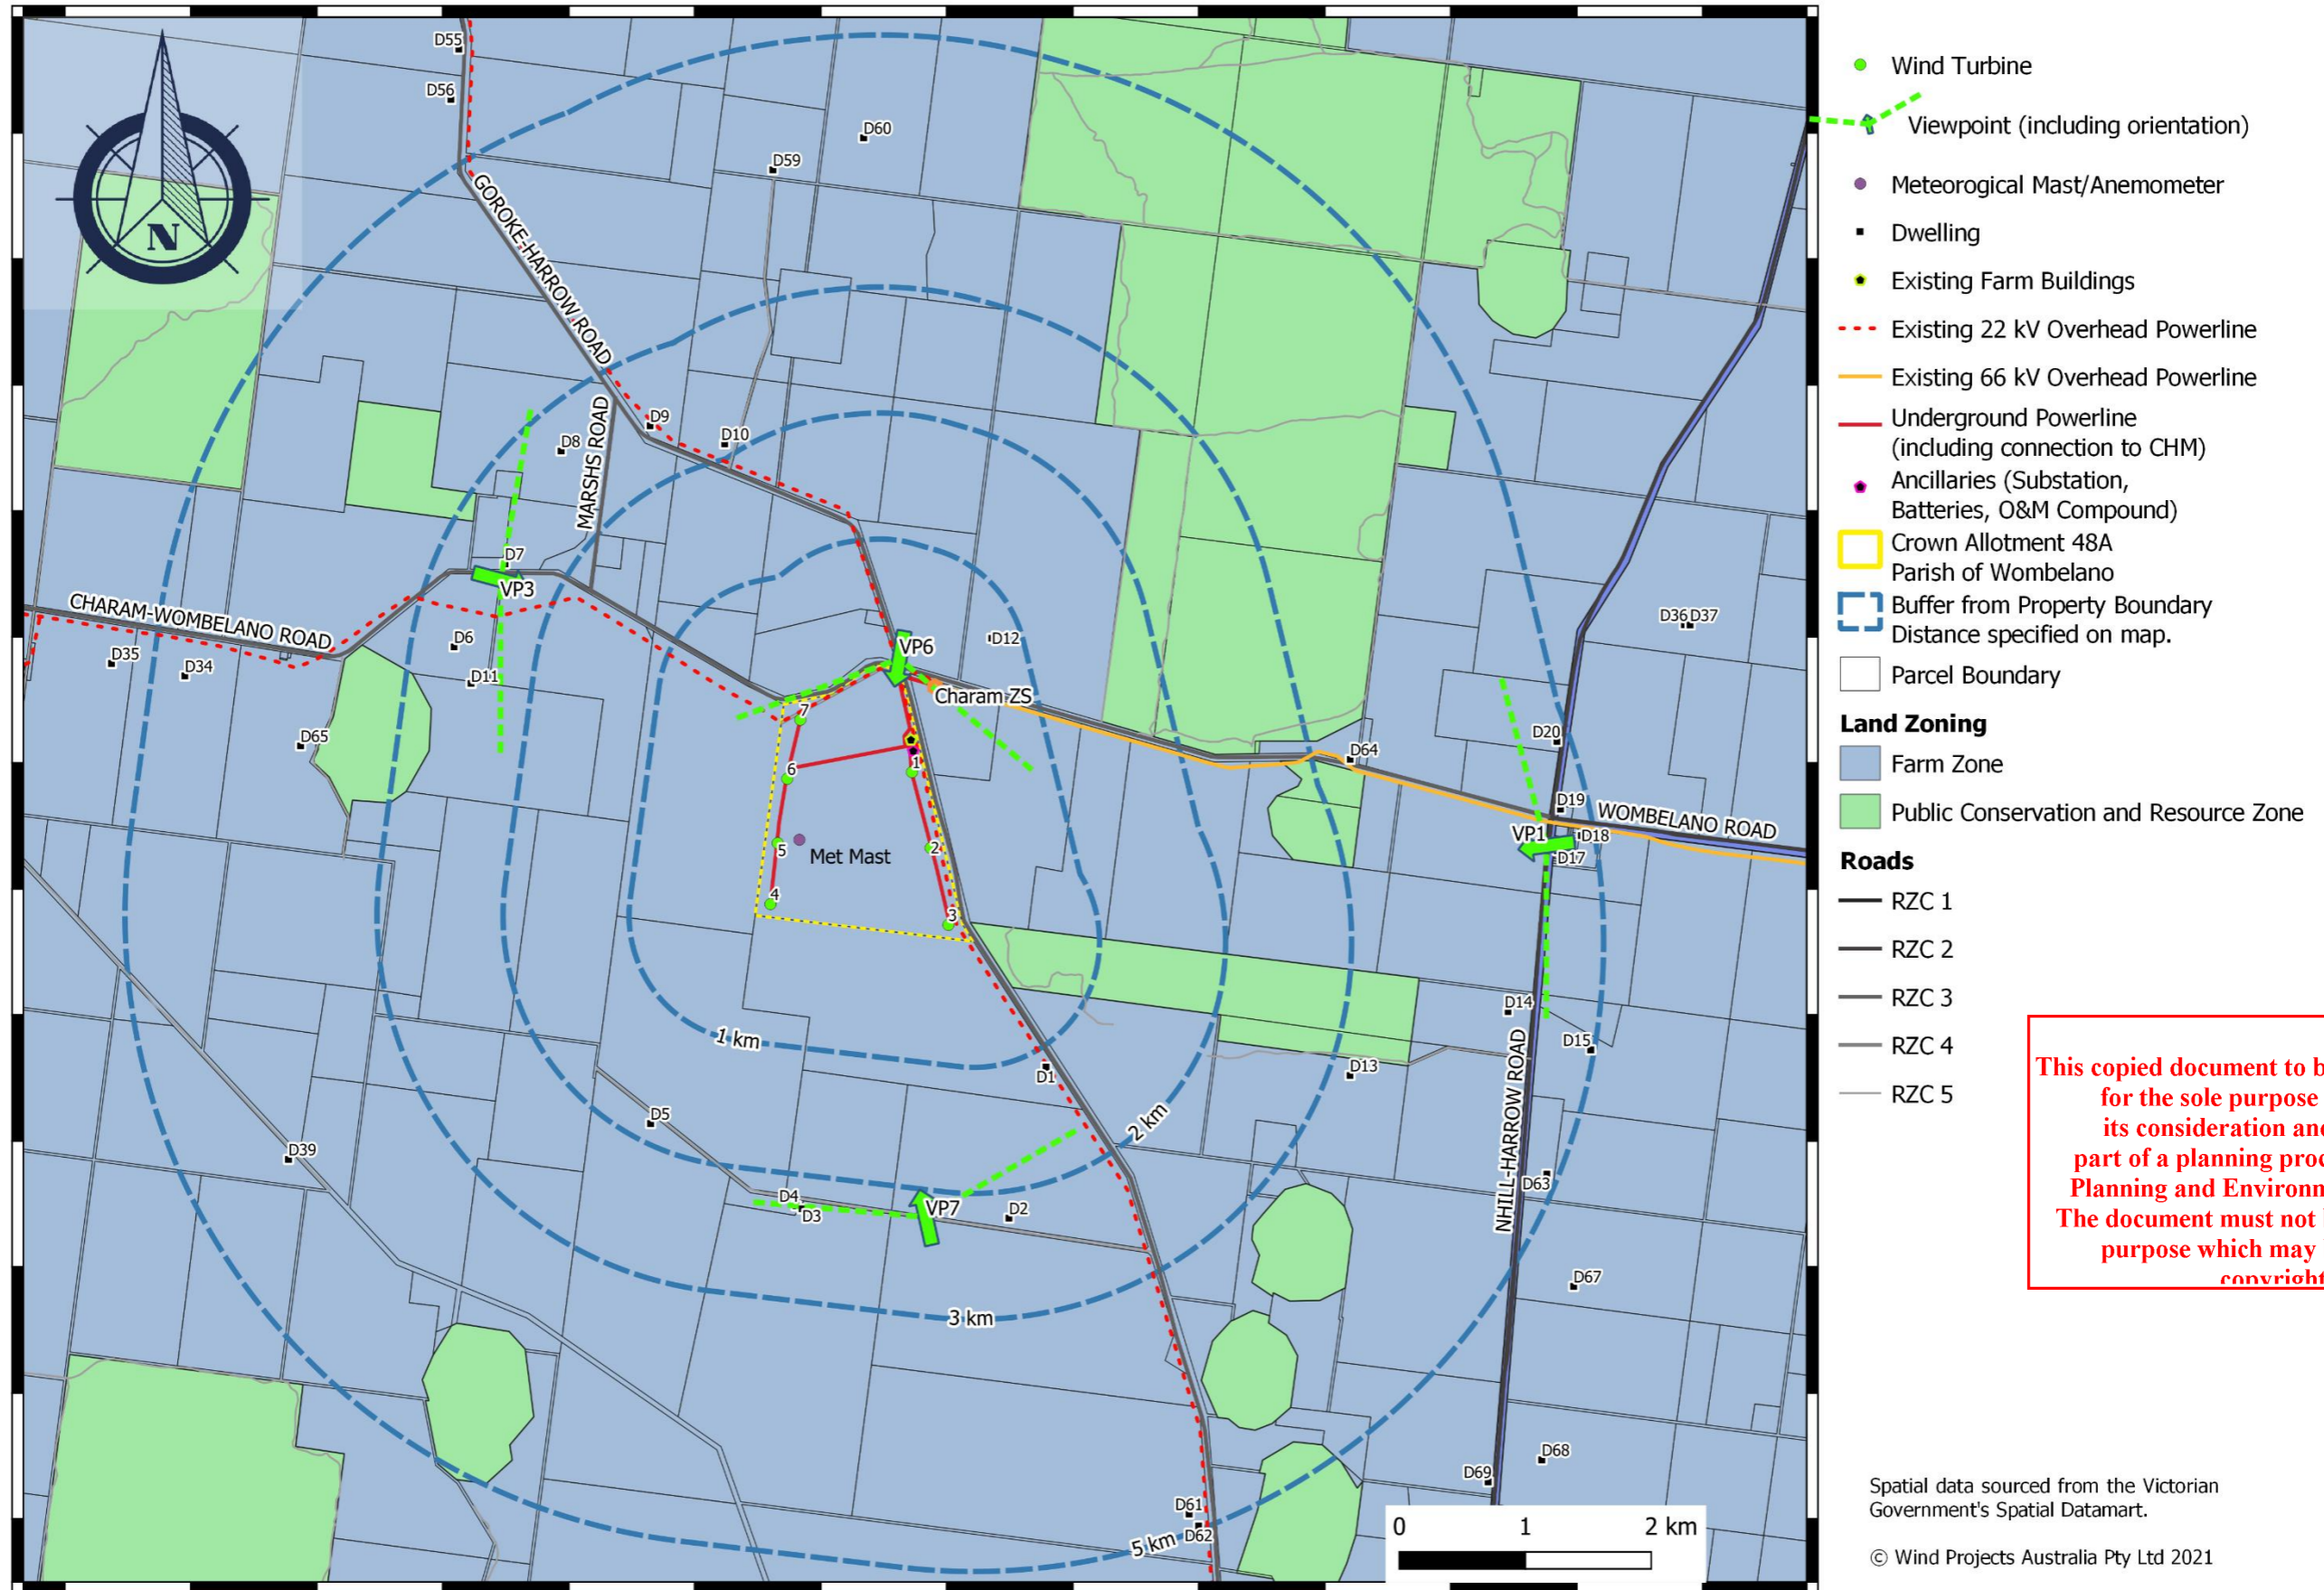 D55
D56
D60
D59
N
GOROKE-HARROW ROAD
D9
D10
D8
MARSHS ROAD
D7
VP3
CHARAM-WOMBELANO ROAD
D6
D35
D34
D11
D65
D12
VP6
Charam ZS
D36
D37
D20
D64
D19
WOMBELANO ROAD
VP1
D18
D17
7
6
1
5
2
Met Mast
4
3
1 km
D14
D15
D13
D1
D5
2 km
NHILL-HARROW ROAD
D39
D4
D3
VP7
D2
D63
D67
3 km
D68
D69
D61
D62
5 km
0 1 2 km
Wind Turbine
Viewpoint (including orientation)
Meteorogical Mast/Anemometer
Dwelling
Existing Farm Buildings
Existing 22 kV Overhead Powerline
Existing 66 kV Overhead Powerline
Underground Powerline
(including connection to CHM)
Ancillaries (Substation,
Batteries, O&M Compound)
Crown Allotment 48A
Parish of Wombelano
Buffer from Property Boundary
Distance specified on map.
Parcel Boundary
Land Zoning
Farm Zone
Public Conservation and Resource Zone
Roads
RZC 1
RZC 2
RZC 3
RZC 4
RZC 5
This copied document to b
for the sole purpose
its consideration and
part of a planning proc
Planning and Environm
The document must not
purpose which may
copyright
Spatial data sourced from the Victorian
Government's Spatial Datamart.
© Wind Projects Australia Pty Ltd 2021